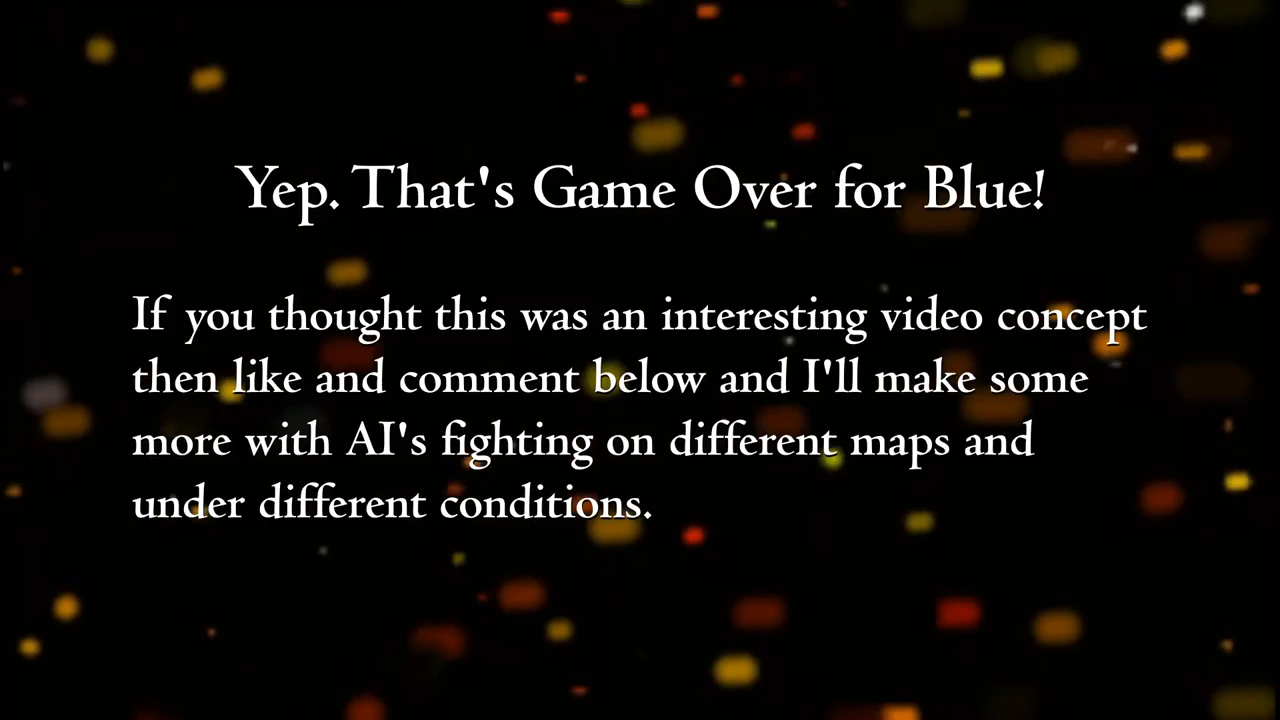 Yep. That's Game Over for Blue!
If you thought this was an interesting video concept
then like and comment below and I'll make some
more with AI's fighting on different maps and
under different conditions.